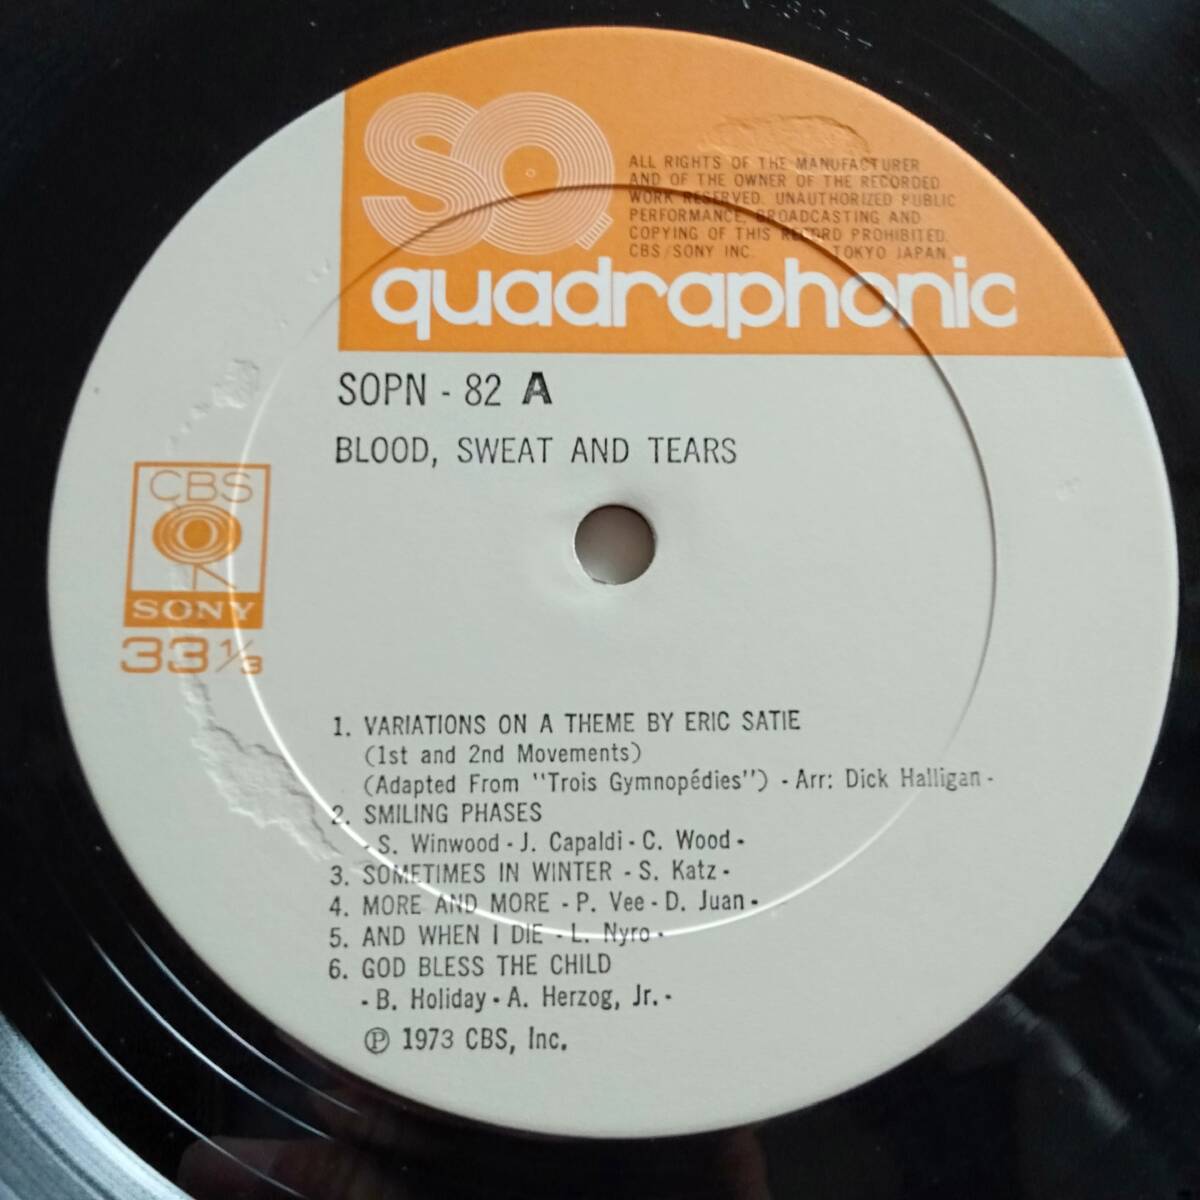 SQ
ALL RIGHTS OF THE MANUFACTURER
AND OF THE OWNER OF THE RECORDED
WORK RESERVED. UNAUTHORIZED PUBLIC
PERFORMANCE, BROADCASTING AND
COPYING OF THIS RECORD PROHIBITED.
CBS/SONY INC. TOKYO JAPAN.
quadraphonic
SOPN - 82 A
BLOOD, SWEAT AND TEARS
CBS
SONY
33 1/3
1. VARIATIONS ON A THEME BY ERIC SATIE
(1st and 2nd Movements)
(Adapted From "Trois Gymnopédies") - Arr: Dick Halligan -
2. SMILING PHASES
- S. Winwood - J. Capaldi - C. Wood -
3. SOMETIMES IN WINTER - S. Katz -
4. MORE AND MORE - P. Vee - D. Juan -
5. AND WHEN I DIE - L. Nyro -
6. GOD BLESS THE CHILD
- B. Holiday - A. Herzog, Jr. -
℗ 1973 CBS, Inc.